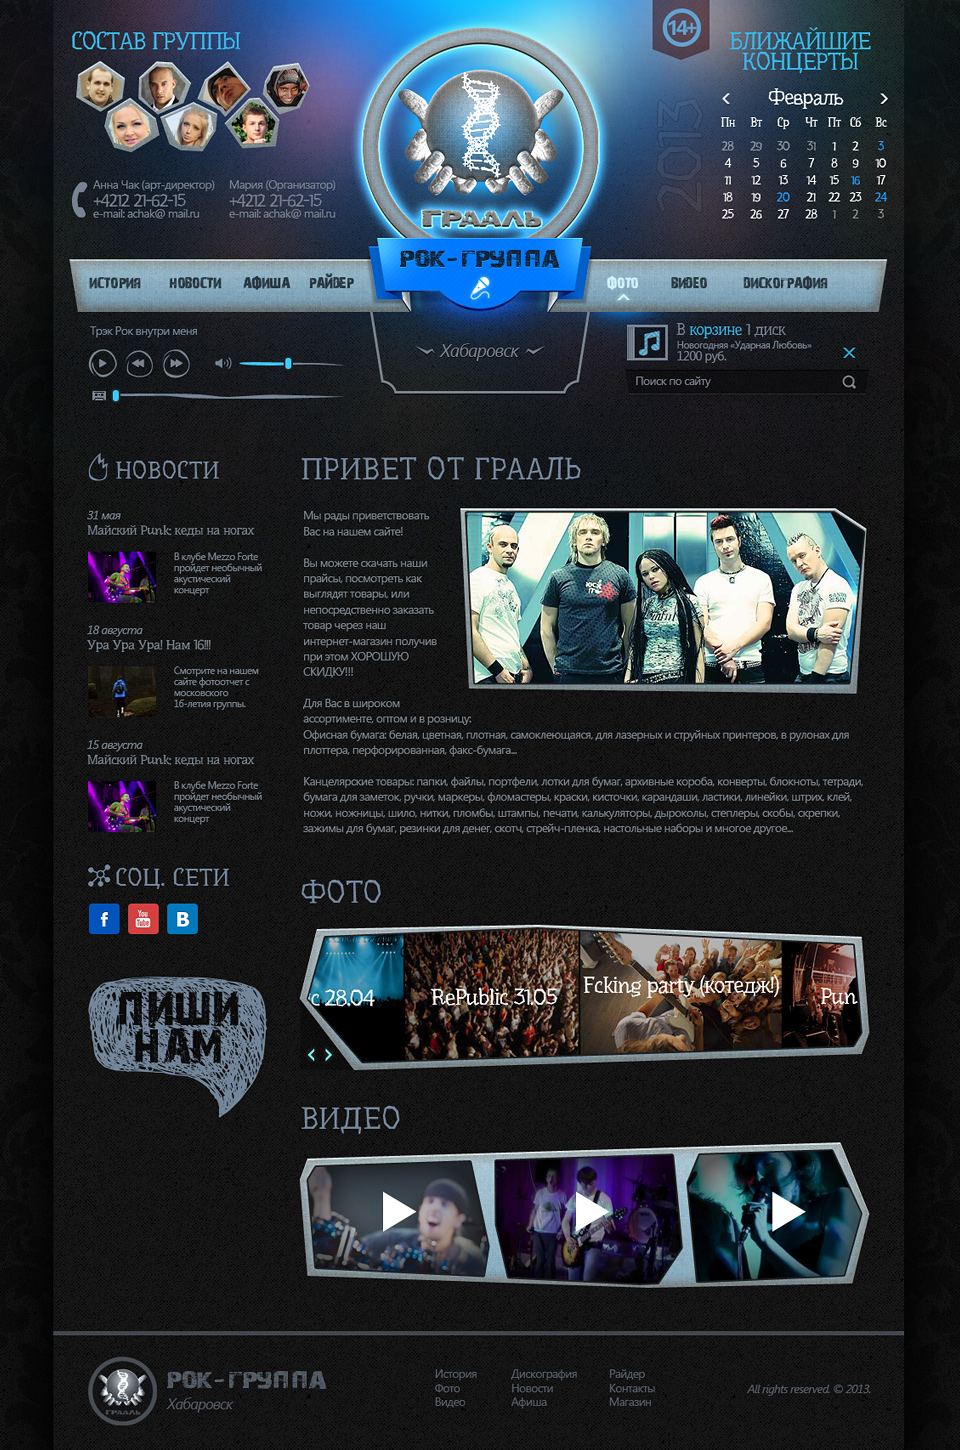 СОСТАВ ГРУППЫ
Анна Чак (арт-директор)
+4212 21-62-15
e-mail: achak@ mail.ru
Мария (Организатор)
+4212 21-62-15
e-mail: achak@ mail.ru
ГРААЛЬ
РОК-ГРУППА
14+
БЛИЖАЙШИЕ
КОНЦЕРТЫ
2013
Февраль
Пн Вт Ср Чт Пт Сб Вс
28 29 30 31 1 2 3
4 5 6 7 8 9 10
11 12 13 14 15 16 17
18 19 20 21 22 23 24
25 26 27 28 1 2 3
ИСТОРИЯ НОВОСТИ АФИША РАЙДЕР ФОТО ВИДЕО ДИСКОГРАФИЯ
Трэк Рок внутри меня
Хабаровск
В корзине 1 диск
Новогодняя «Ударная Любовь»
1200 руб.
Поиск по сайту
НОВОСТИ
31 мая
Майский Punk: кеды на ногах
В клубе Mezzo Forte
пройдет необычный
акустический
концерт
18 августа
Ура Ура Ура! Нам 16!!!
Смотрите на нашем
сайте фотоотчет с
московского
16-летия группы.
15 августа
Майский Punk: кеды на ногах
В клубе Mezzo Forte
пройдет необычный
акустический
концерт
СОЦ. СЕТИ
f
You
Tube
B
ПИШИ
НАМ
ПРИВЕТ ОТ ГРААЛЬ
Мы рады приветствовать
Вас на нашем сайте!
Вы можете скачать наши
прайсы, посмотреть как
выглядят товары, или
непосредственно заказать
товар через наш
интернет-магазин получив
при этом ХОРОШУЮ
СКИДКУ!!!
Для Вас в широком
ассортименте, оптом и в розницу:
Офисная бумага: белая, цветная, плотная, самоклеющаяся, для лазерных и струйных принтеров, в рулонах для
плоттера, перфорированная, факс-бумага...
Канцелярские товары: папки, файлы, портфели, лотки для бумаг, архивные короба, конверты, блокноты, тетради,
бумага для заметок, ручки, маркеры, фломастеры, краски, кисточки, карандаши, ластики, линейки, штрих, клей,
ножи, ножницы, шило, нитки, пломбы, штампы, печати, калькуляторы, дыроколы, степлеры, скобы, скрепки,
зажимы для бумаг, резинки для денег, скотч, стрейч-пленка, настольные наборы и многое другое...
ФОТО
с 28.04
RePublic 31.05
Fcking party (котедж!)
Pun
ВИДЕО
ГРААЛЬ
РОК-ГРУППА
Хабаровск
История
Фото
Видео
Дискография
Новости
Афиша
Райдер
Контакты
Магазин
All rights reserved. © 2013.